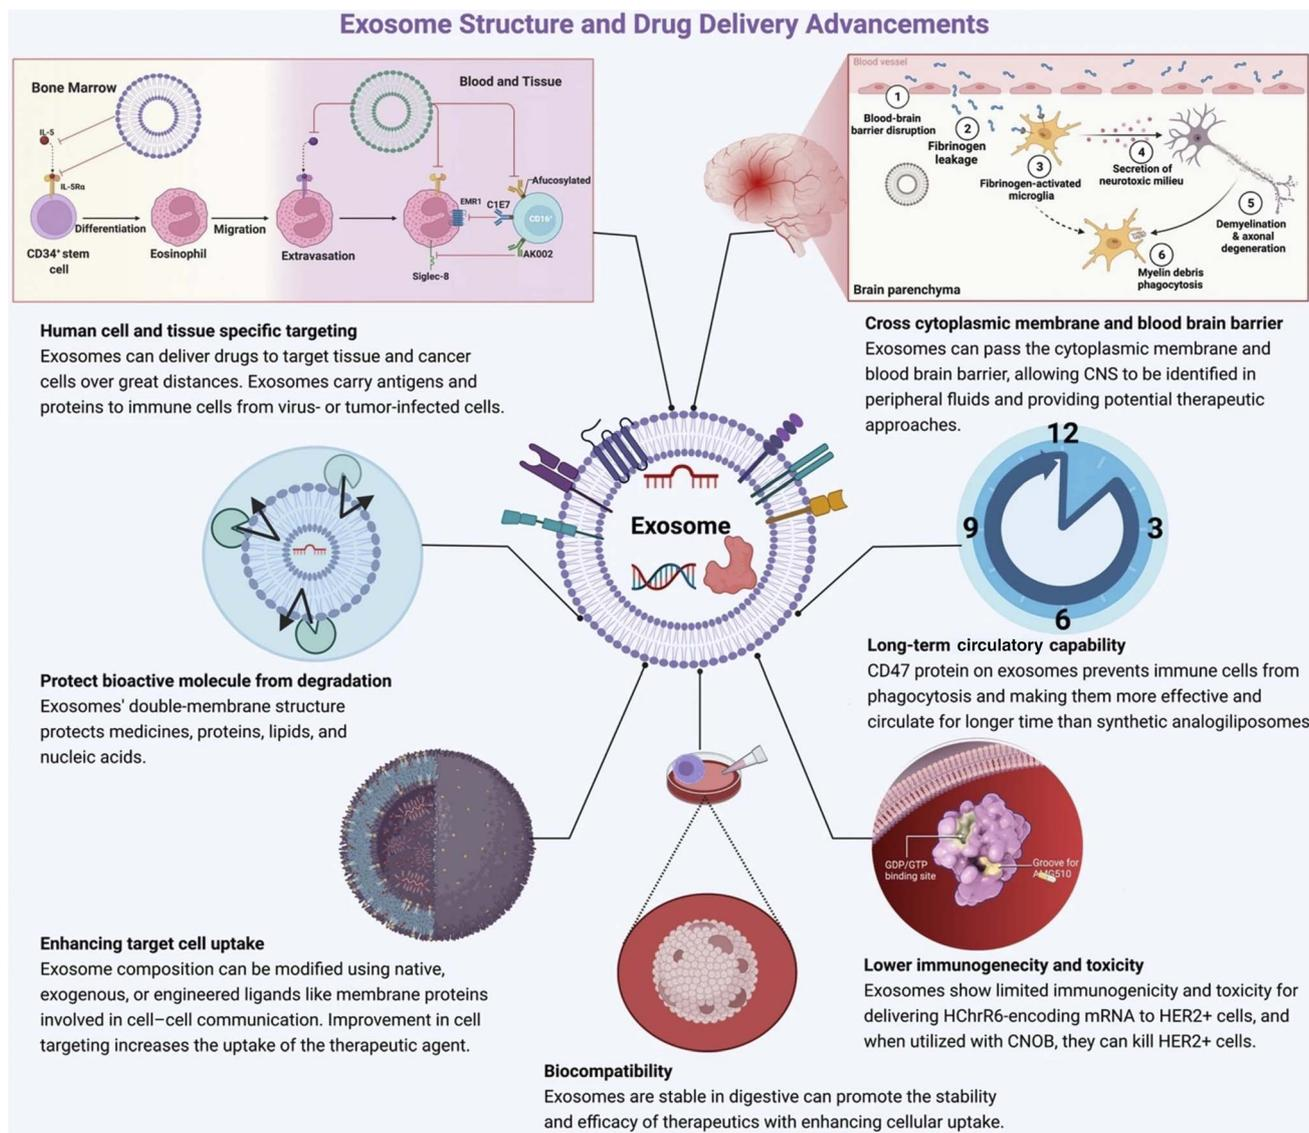 Exosome Structure and Drug Delivery Advancements
Bone Marrow
Blood and Tissue
IL-5
IL-5Rα
Afucosylated
EMR1
C1E7
CD16⁺
AK002
Siglec-8
Differentiation
Migration
CD34⁺ stem
cell
Eosinophil
Extravasation
Blood vessel
1
Blood-brain
barrier disruption
2
Fibrinogen
leakage
3
Fibrinogen-activated
microglia
4
Secretion of
neurotoxic milieu
5
Demyelination
& axonal
degeneration
6
Myelin debris
phagocytosis
Brain parenchyma
Human cell and tissue specific targeting
Exosomes can deliver drugs to target tissue and cancer
cells over great distances. Exosomes carry antigens and
proteins to immune cells from virus- or tumor-infected cells.
Cross cytoplasmic membrane and blood brain barrier
Exosomes can pass the cytoplasmic membrane and
blood brain barrier, allowing CNS to be identified in
peripheral fluids and providing potential therapeutic
approaches.
Exosome
12
9
3
6
Protect bioactive molecule from degradation
Exosomes' double-membrane structure
protects medicines, proteins, lipids, and
nucleic acids.
Long-term circulatory capability
CD47 protein on exosomes prevents immune cells from
phagocytosis and making them more effective and
circulate for longer time than synthetic analogiliposomes
GDP/GTP
binding site
Groove for
AMG510
Enhancing target cell uptake
Exosome composition can be modified using native,
exogenous, or engineered ligands like membrane proteins
involved in cell–cell communication. Improvement in cell
targeting increases the uptake of the therapeutic agent.
Lower immunogenecity and toxicity
Exosomes show limited immunogenicity and toxicity for
delivering HChrR6-encoding mRNA to HER2+ cells, and
when utilized with CNOB, they can kill HER2+ cells.
Biocompatibility
Exosomes are stable in digestive can promote the stability
and efficacy of therapeutics with enhancing cellular uptake.